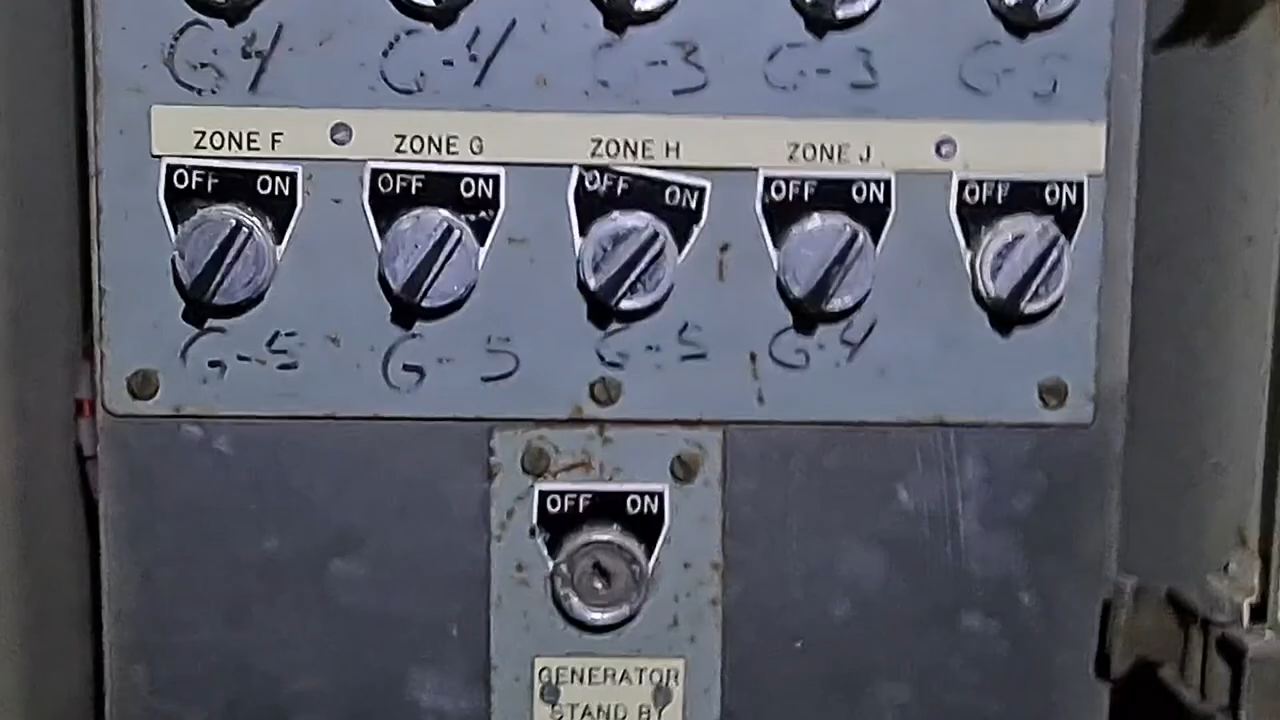 G-4 G-4 G-3 G-3 G-5
ZONE F ZONE G ZONE H ZONE J
OFF ON OFF ON OFF ON OFF ON OFF ON
G-5 G-5 G-5 G-4
OFF ON
GENERATOR
STAND BY